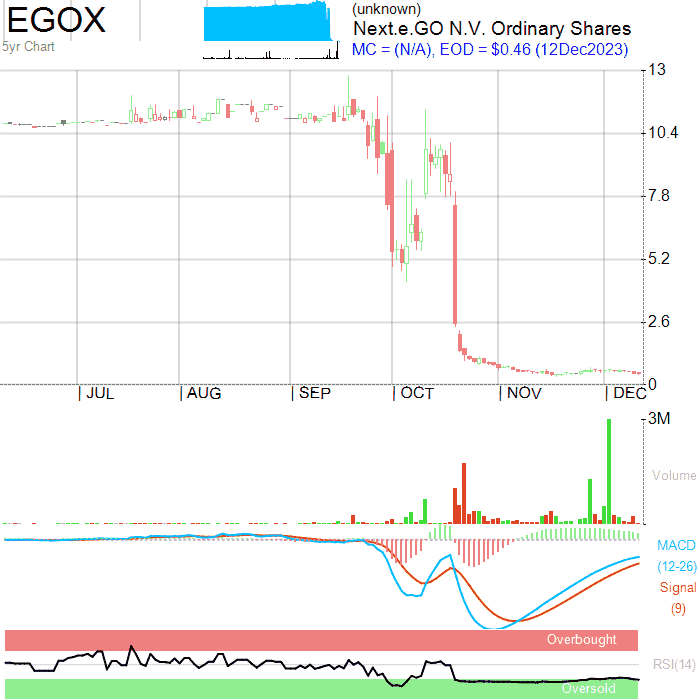 EGOX
5yr Chart
(unknown)
Next.e.GO N.V. Ordinary Shares
MC = (N/A), EOD = $0.46 (12Dec2023)
13
10.4
7.8
5.2
2.6
0
JUL AUG SEP OCT NOV DEC
3M
Volume
MACD
(12-26)
Signal
(9)
Overbought
RSI(14)
Oversold